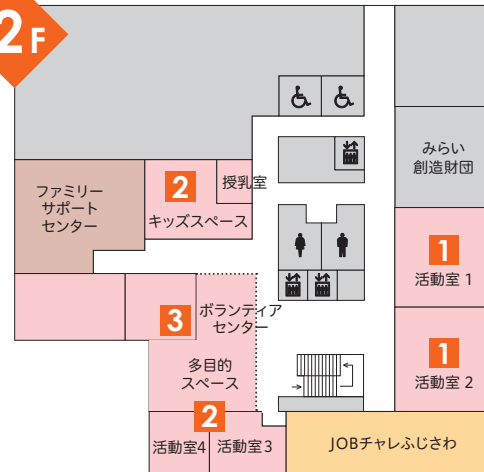 2F
みらい
創造財団
ファミリー
サポート
センター
2
授乳室
キッズスペース
1
活動室 1
3
ボランティア
センター
1
活動室 2
多目的
スペース
2
活動室4
活動室3
JOBチャレふじさわ